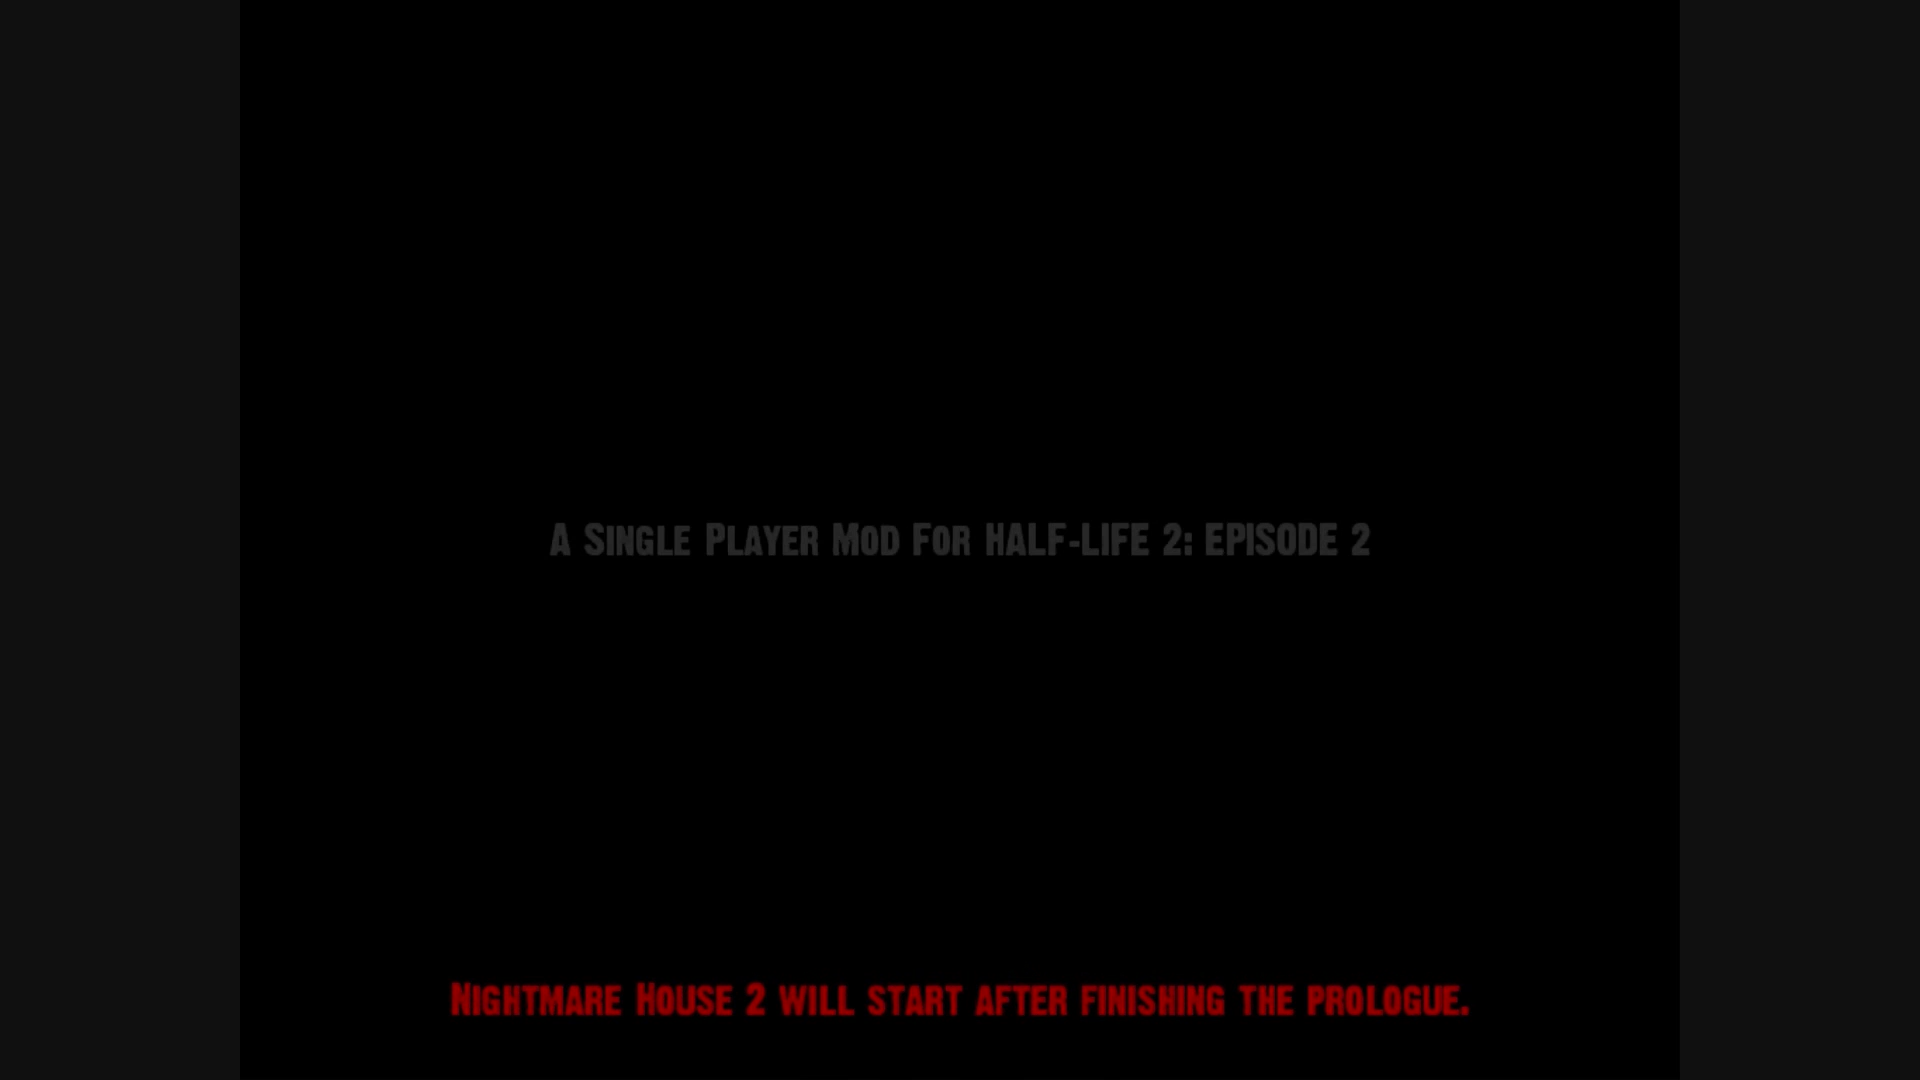 A Single Player Mod For HALF-LIFE 2: EPISODE 2
Nightmare House 2 will start after finishing the prologue.